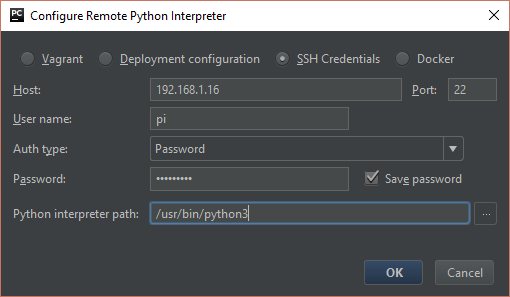 PC Configure Remote Python Interpreter
Vagrant Deployment configuration SSH Credentials Docker
Host: 192.168.1.16 Port: 22
User name: pi
Auth type: Password
Password: ••••••••• Save password
Python interpreter path: /usr/bin/python3 ...
OK Cancel